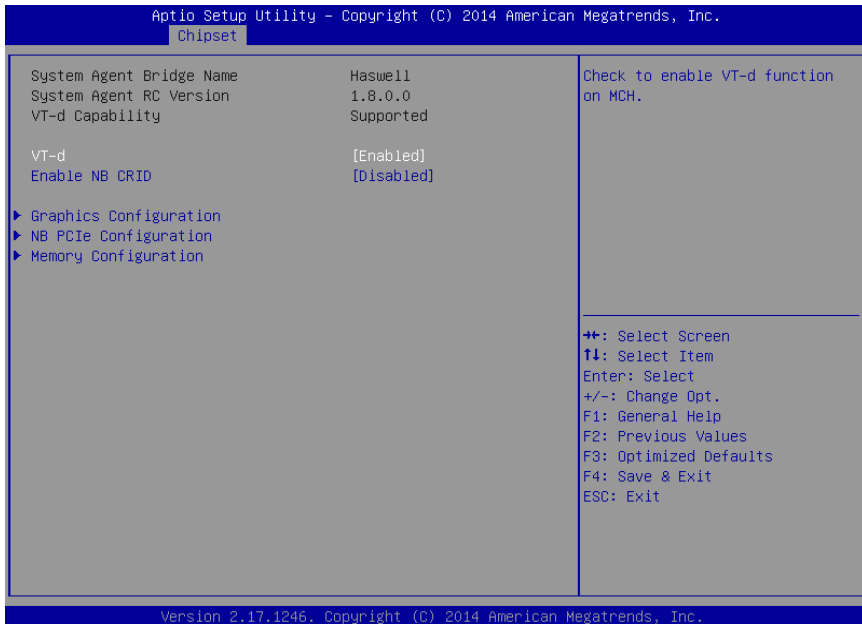 Aptio Setup Utility – Copyright (C) 2014 American Megatrends, Inc.
Chipset
System Agent Bridge Name Haswell
System Agent RC Version 1.8.0.0
VT-d Capability Supported
VT-d [Enabled]
Enable NB CRID [Disabled]
Graphics Configuration
NB PCIe Configuration
Memory Configuration
Check to enable VT-d function
on MCH.
→←: Select Screen
↑↓: Select Item
Enter: Select
+/-: Change Opt.
F1: General Help
F2: Previous Values
F3: Optimized Defaults
F4: Save & Exit
ESC: Exit
Version 2.17.1246. Copyright (C) 2014 American Megatrends, Inc.